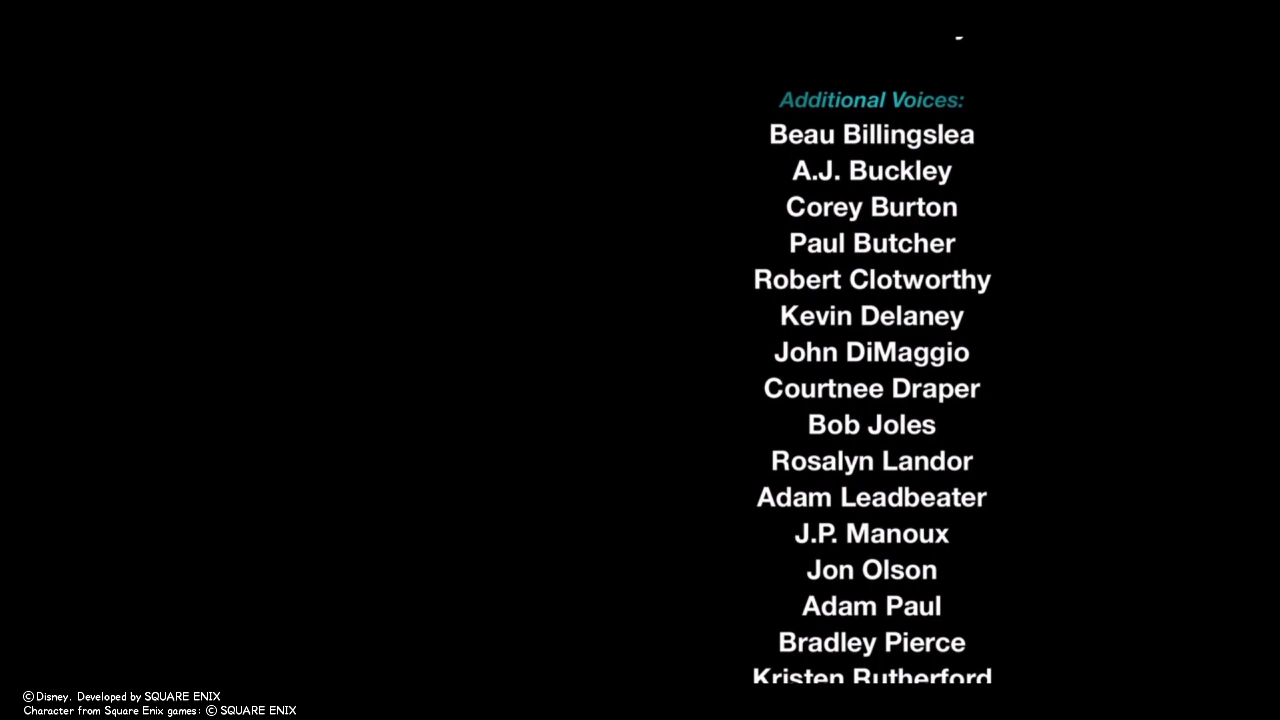 Additional Voices:
Beau Billingslea
A.J. Buckley
Corey Burton
Paul Butcher
Robert Clotworthy
Kevin Delaney
John DiMaggio
Courtnee Draper
Bob Joles
Rosalyn Landor
Adam Leadbeater
J.P. Manoux
Jon Olson
Adam Paul
Bradley Pierce
Kristen Rutherford
© Disney. Developed by SQUARE ENIX
Character from Square Enix games: © SQUARE ENIX